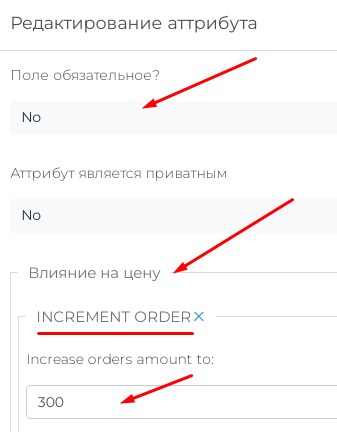 Редактирование аттрибута
Поле обязательное?
No
Аттрибут является приватным
No
Влияние на цену
INCREMENT ORDER×
Increase orders amount to:
300